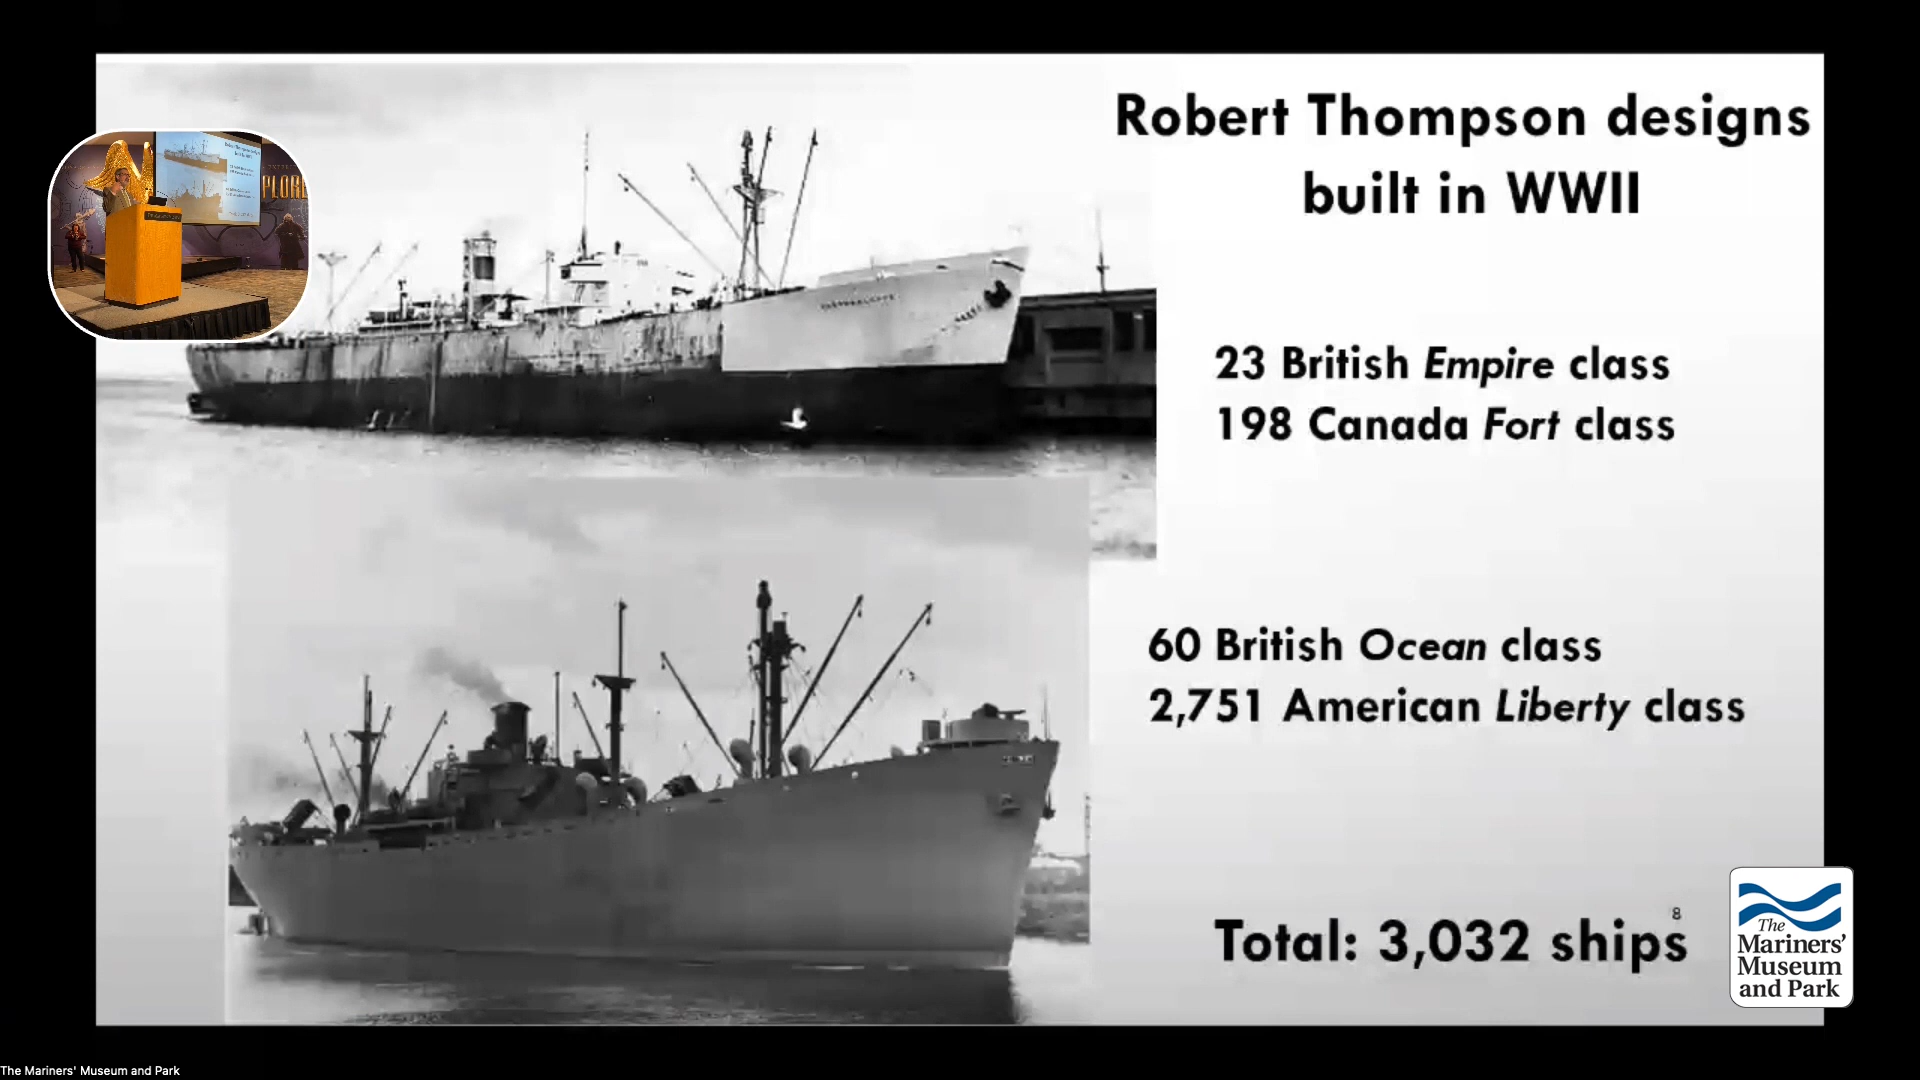 Robert Thompson designs
built in WWII
23 British Empire class
198 Canada Fort class
60 British Ocean class
2,751 American Liberty class
Total: 3,032 ships
8
The
Mariners'
Museum
and Park
The Mariners' Museum and Park